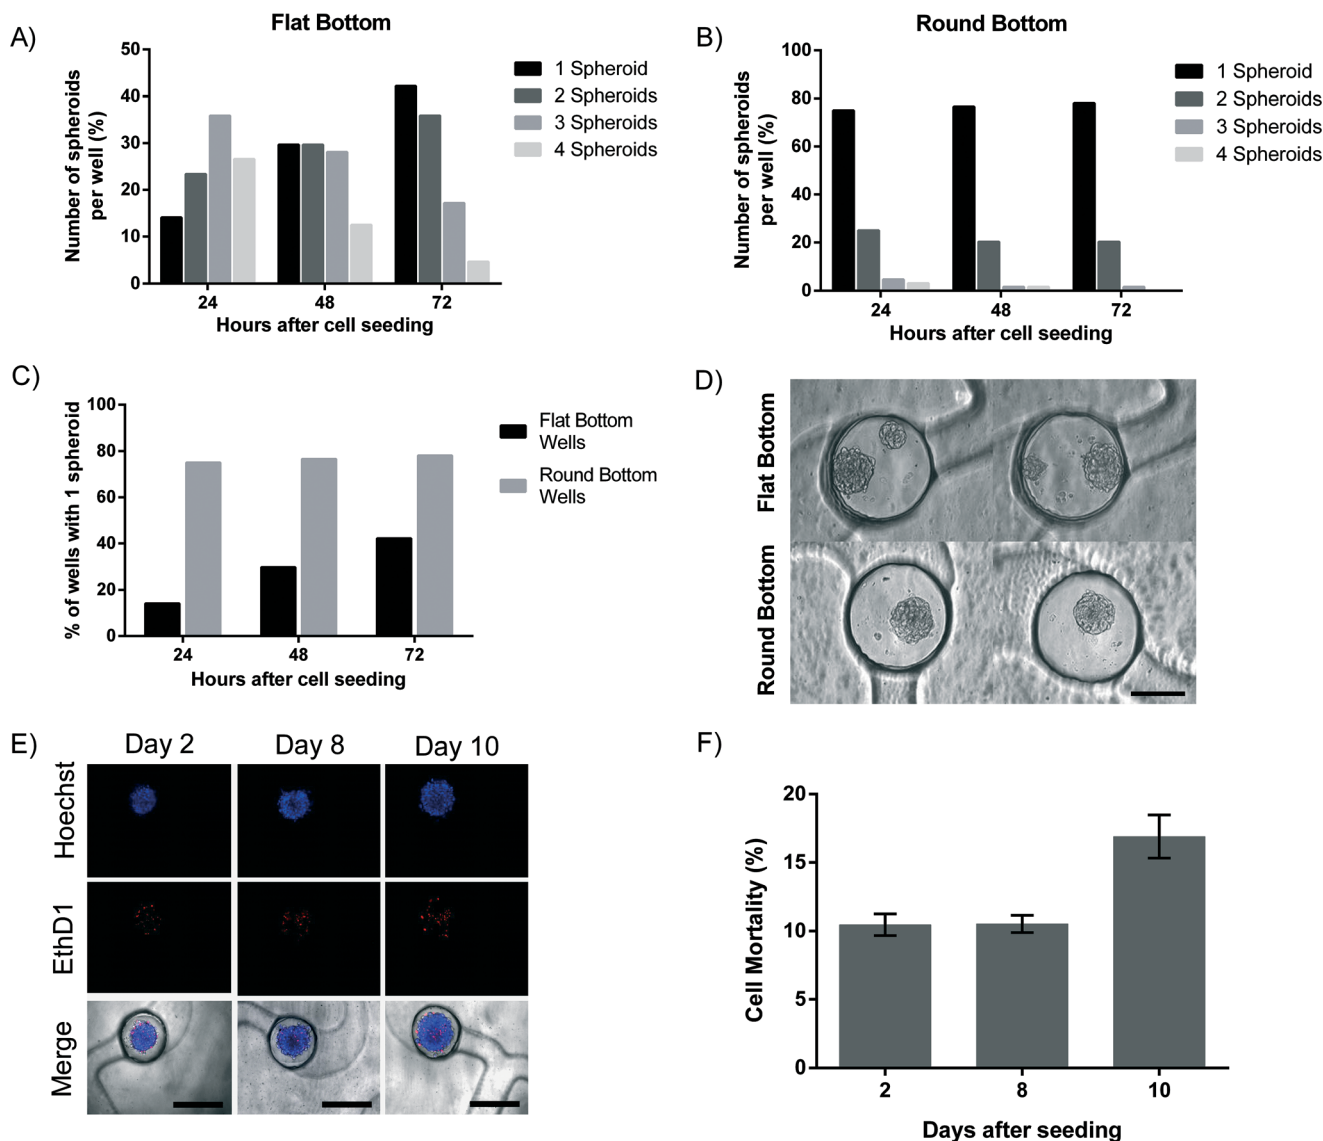 A)
Flat Bottom
Number of spheroids
per well (%)
50
40
30
20
10
0
24
48
72
Hours after cell seeding
1 Spheroid
2 Spheroids
3 Spheroids
4 Spheroids
B)
Round Bottom
Number of spheroids
per well (%)
100
80
60
40
20
0
24
48
72
Hours after cell seeding
1 Spheroid
2 Spheroids
3 Spheroids
4 Spheroids
C)
% of wells with 1 spheroid
100
80
60
40
20
0
24
48
72
Hours after cell seeding
Flat Bottom
Wells
Round Bottom
Wells
D)
Flat Bottom
Round Bottom
E)
Day 2
Day 8
Day 10
Hoechst
EthD1
Merge
F)
Cell Mortality (%)
20
15
10
5
0
2
8
10
Days after seeding